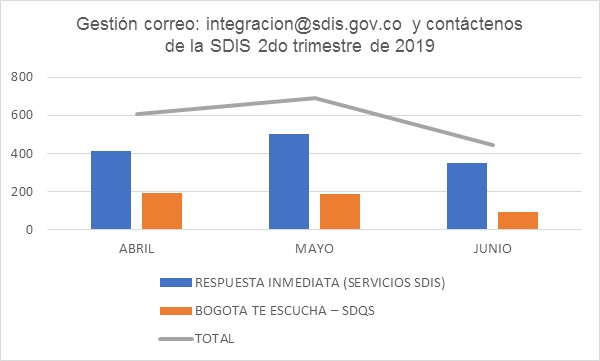 Gestión correo: integracion@sdis.gov.co y contáctenos
de la SDIS 2do trimestre de 2019
800
600
400
200
0
ABRIL MAYO JUNIO
RESPUESTA INMEDIATA (SERVICIOS SDIS)
BOGOTA TE ESCUCHA – SDQS
TOTAL